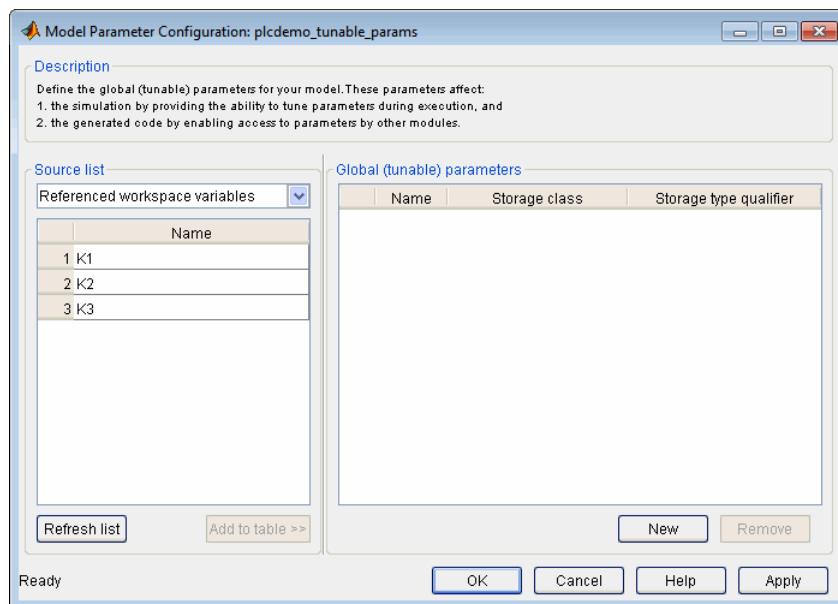 Model Parameter Configuration: plcdemo_tunable_params
Description
Define the global (tunable) parameters for your model.These parameters affect:
1. the simulation by providing the ability to tune parameters during execution, and
2. the generated code by enabling access to parameters by other modules.
Source list
Referenced workspace variables
Name
1 K1
2 K2
3 K3
Refresh list
Add to table >>
Global (tunable) parameters
Name Storage class Storage type qualifier
New Remove
Ready
OK Cancel Help Apply